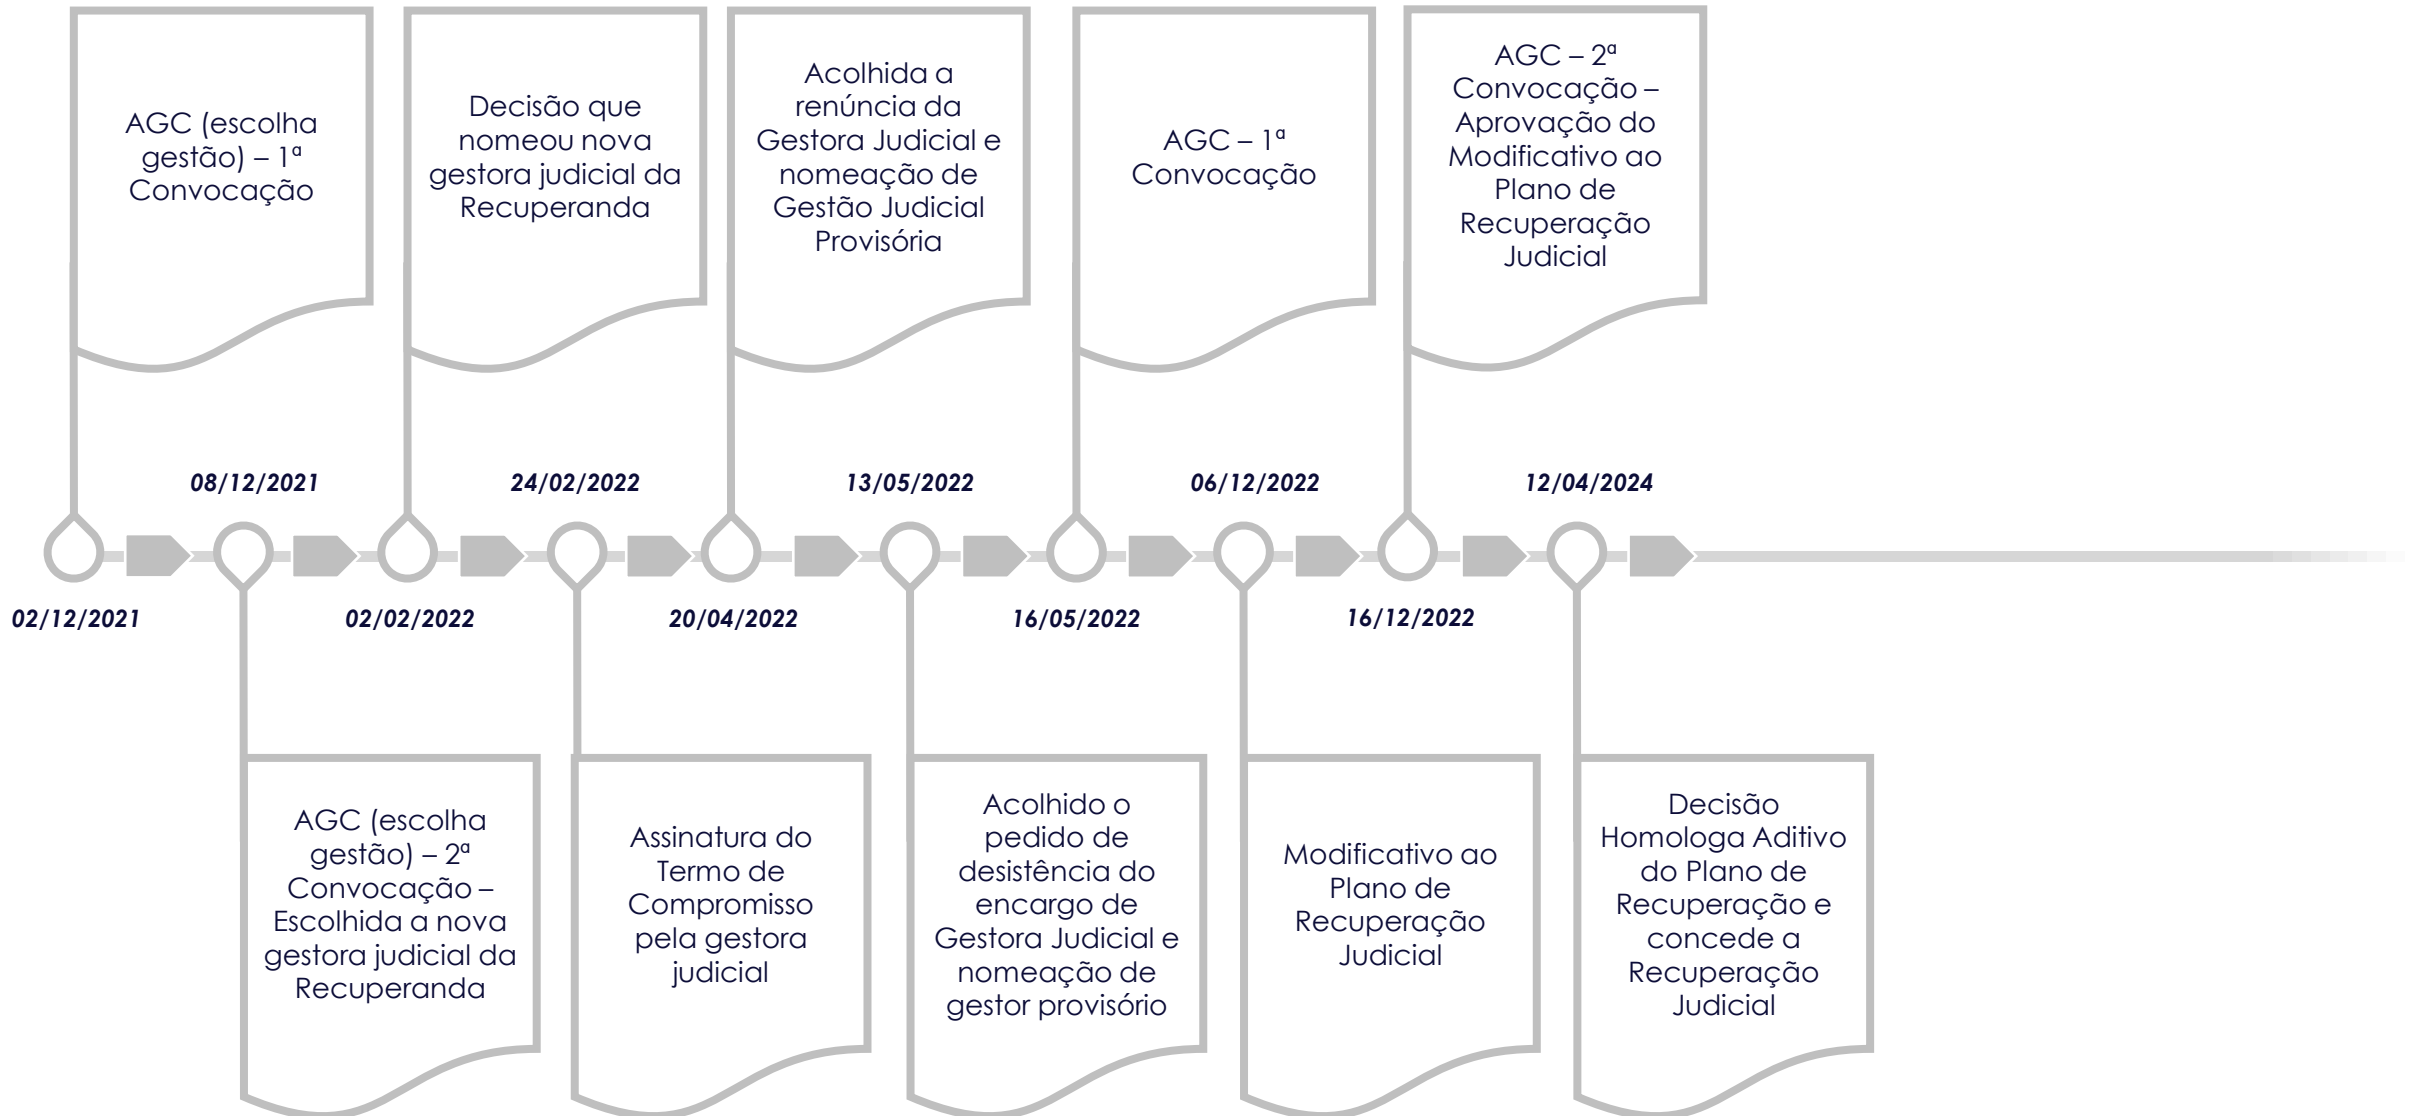 AGC (escolha
gestão) – 1ª
Convocação
Decisão que
nomeou nova
gestora judicial da
Recuperanda
Acolhida a
renúncia da
Gestora Judicial e
nomeação de
Gestão Judicial
Provisória
AGC – 1ª
Convocação
AGC – 2ª
Convocação –
Aprovação do
Modificativo ao
Plano de
Recuperação
Judicial
08/12/2021
24/02/2022
13/05/2022
06/12/2022
12/04/2024
02/12/2021
02/02/2022
20/04/2022
16/05/2022
16/12/2022
AGC (escolha
gestão) – 2ª
Convocação –
Escolhida a nova
gestora judicial da
Recuperanda
Assinatura do
Termo de
Compromisso
pela gestora
judicial
Acolhido o
pedido de
desistência do
encargo de
Gestora Judicial e
nomeação de
gestor provisório
Modificativo ao
Plano de
Recuperação
Judicial
Decisão
Homologa Aditivo
do Plano de
Recuperação e
concede a
Recuperação
Judicial